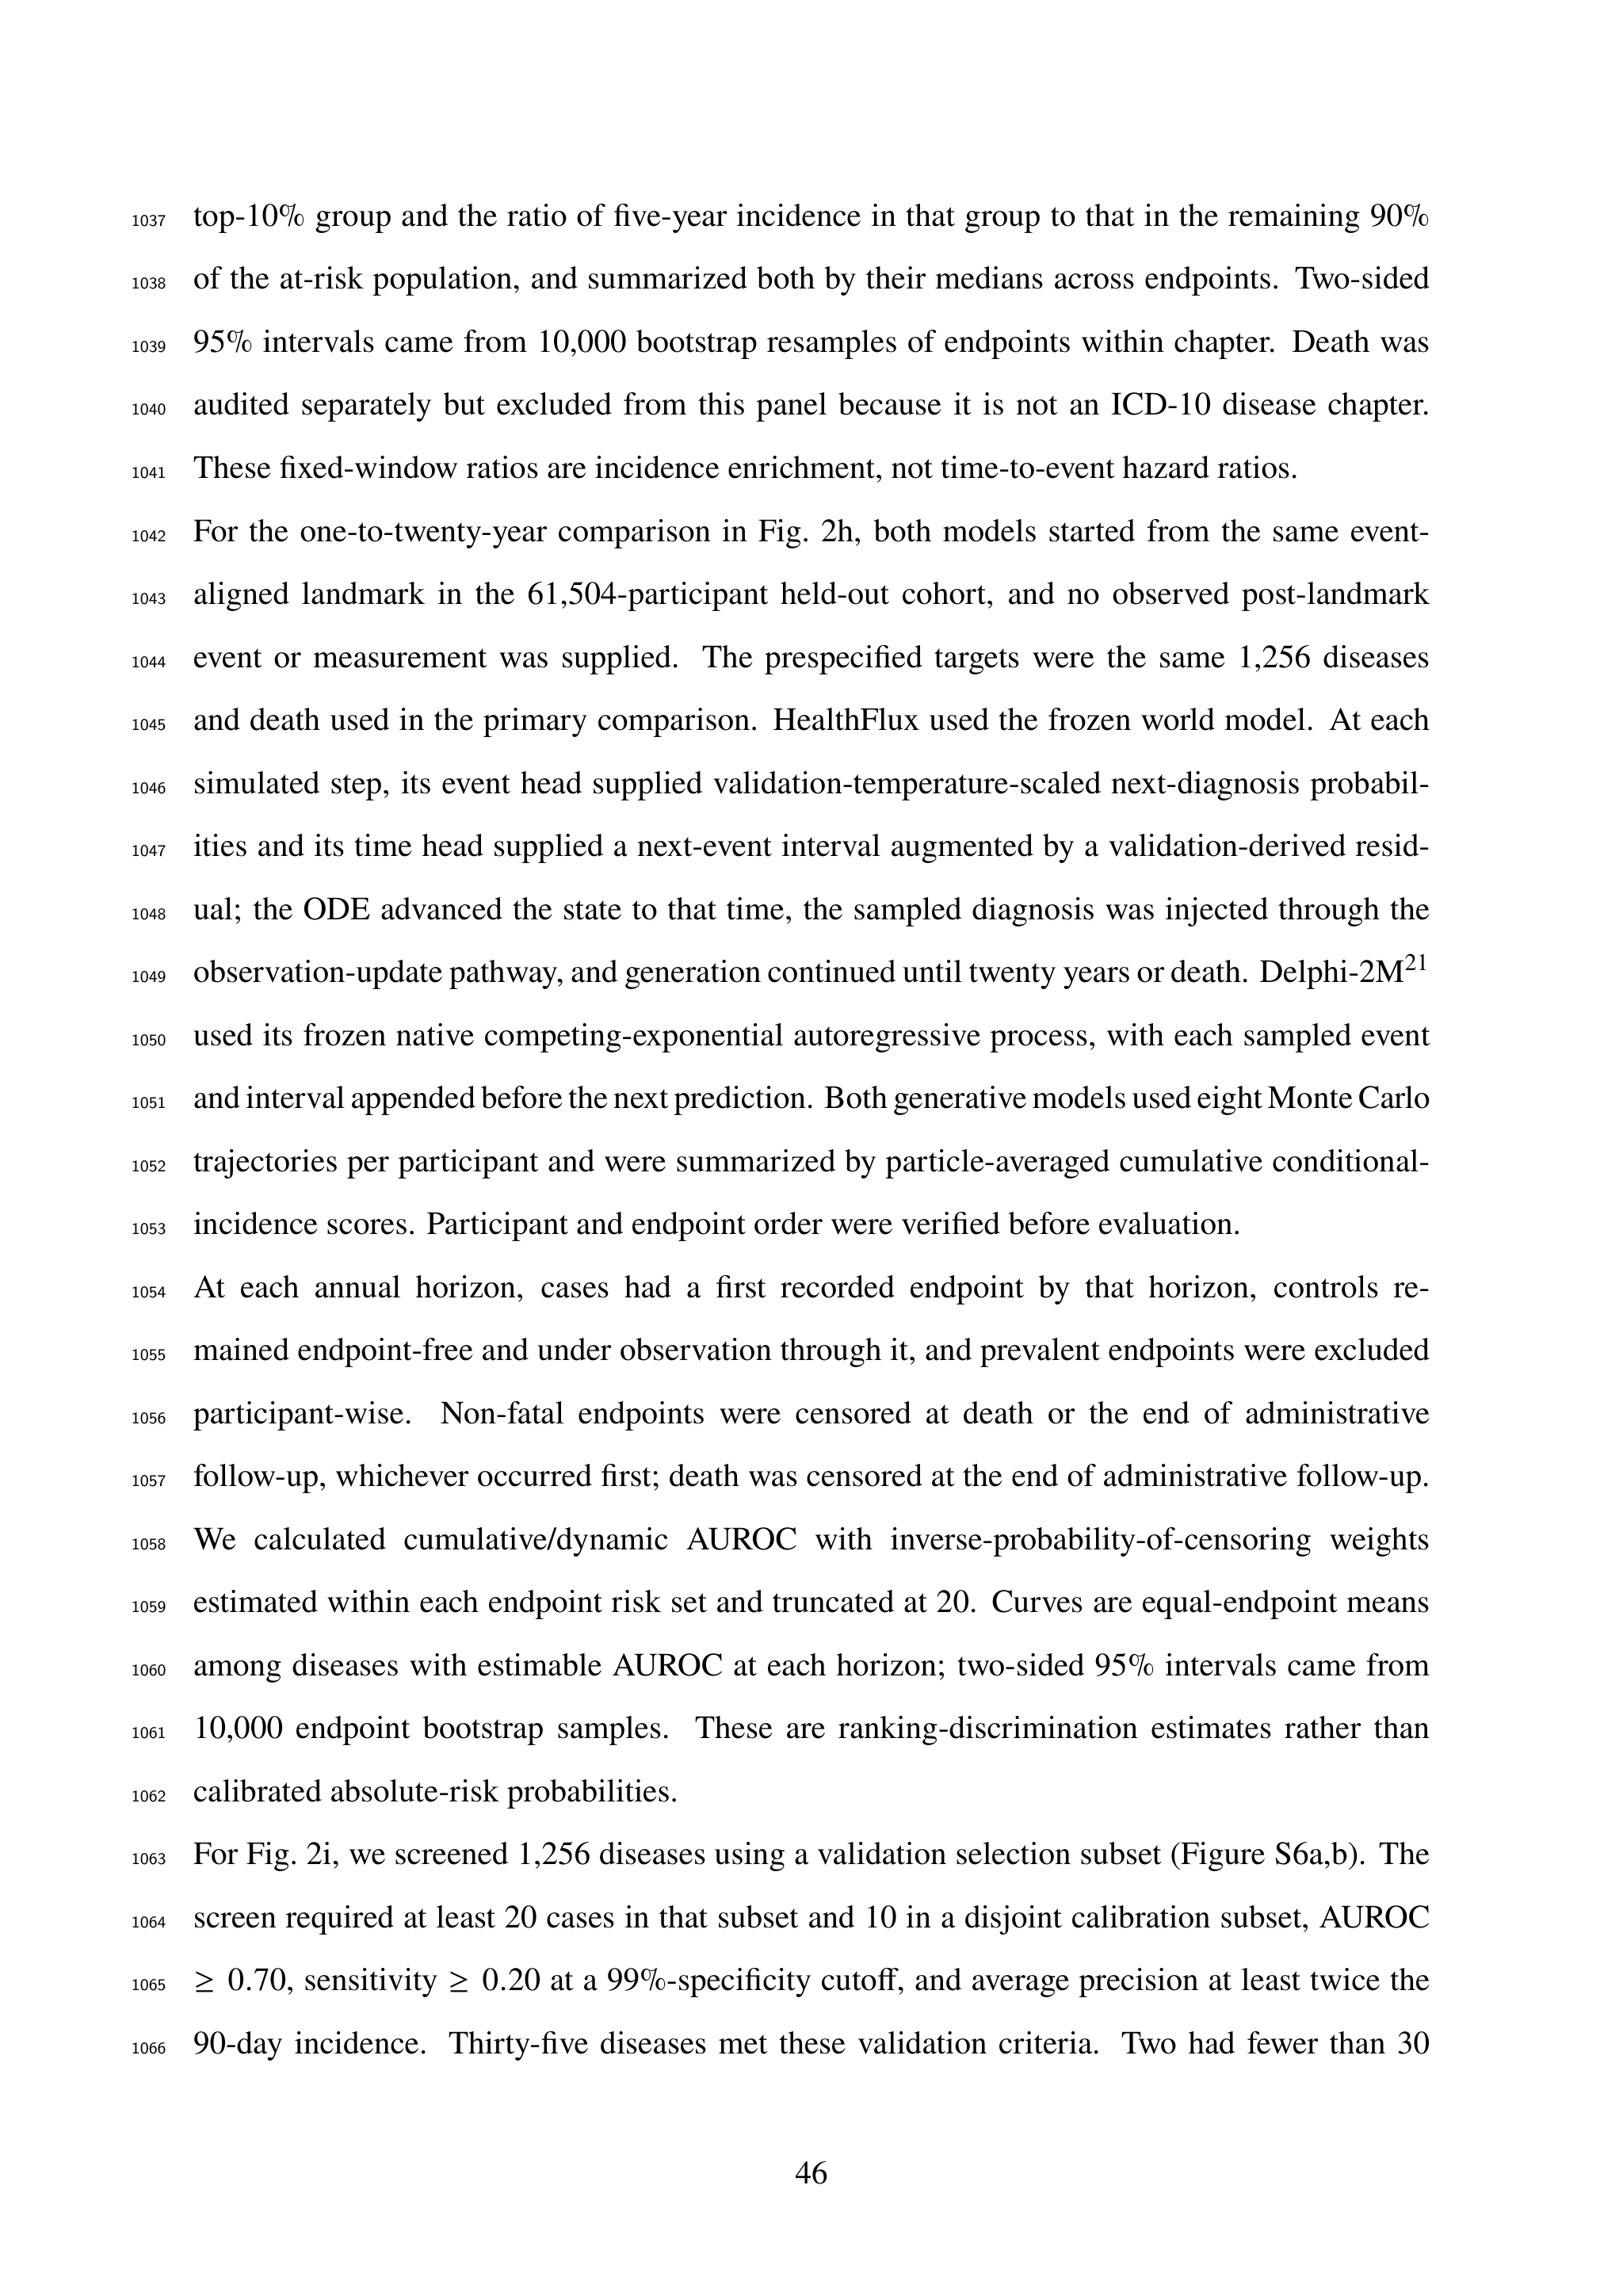 1037 top-10% group and the ratio of five-year incidence in that group to that in the remaining 90%
1038 of the at-risk population, and summarized both by their medians across endpoints. Two-sided
1039 95% intervals came from 10,000 bootstrap resamples of endpoints within chapter. Death was
1040 audited separately but excluded from this panel because it is not an ICD-10 disease chapter.
1041 These fixed-window ratios are incidence enrichment, not time-to-event hazard ratios.
1042 For the one-to-twenty-year comparison in Fig. 2h, both models started from the same event-
1043 aligned landmark in the 61,504-participant held-out cohort, and no observed post-landmark
1044 event or measurement was supplied. The prespecified targets were the same 1,256 diseases
1045 and death used in the primary comparison. HealthFlux used the frozen world model. At each
1046 simulated step, its event head supplied validation-temperature-scaled next-diagnosis probabil-
1047 ities and its time head supplied a next-event interval augmented by a validation-derived resid-
1048 ual; the ODE advanced the state to that time, the sampled diagnosis was injected through the
1049 observation-update pathway, and generation continued until twenty years or death. Delphi-2M21
1050 used its frozen native competing-exponential autoregressive process, with each sampled event
1051 and interval appended before the next prediction. Both generative models used eight Monte Carlo
1052 trajectories per participant and were summarized by particle-averaged cumulative conditional-
1053 incidence scores. Participant and endpoint order were verified before evaluation.
1054 At each annual horizon, cases had a first recorded endpoint by that horizon, controls re-
1055 mained endpoint-free and under observation through it, and prevalent endpoints were excluded
1056 participant-wise. Non-fatal endpoints were censored at death or the end of administrative
1057 follow-up, whichever occurred first; death was censored at the end of administrative follow-up.
1058 We calculated cumulative/dynamic AUROC with inverse-probability-of-censoring weights
1059 estimated within each endpoint risk set and truncated at 20. Curves are equal-endpoint means
1060 among diseases with estimable AUROC at each horizon; two-sided 95% intervals came from
1061 10,000 endpoint bootstrap samples. These are ranking-discrimination estimates rather than
1062 calibrated absolute-risk probabilities.
1063 For Fig. 2i, we screened 1,256 diseases using a validation selection subset (Figure S6a,b). The
1064 screen required at least 20 cases in that subset and 10 in a disjoint calibration subset, AUROC
1065 ≥ 0.70, sensitivity ≥ 0.20 at a 99%-specificity cutoff, and average precision at least twice the
1066 90-day incidence. Thirty-five diseases met these validation criteria. Two had fewer than 30
46